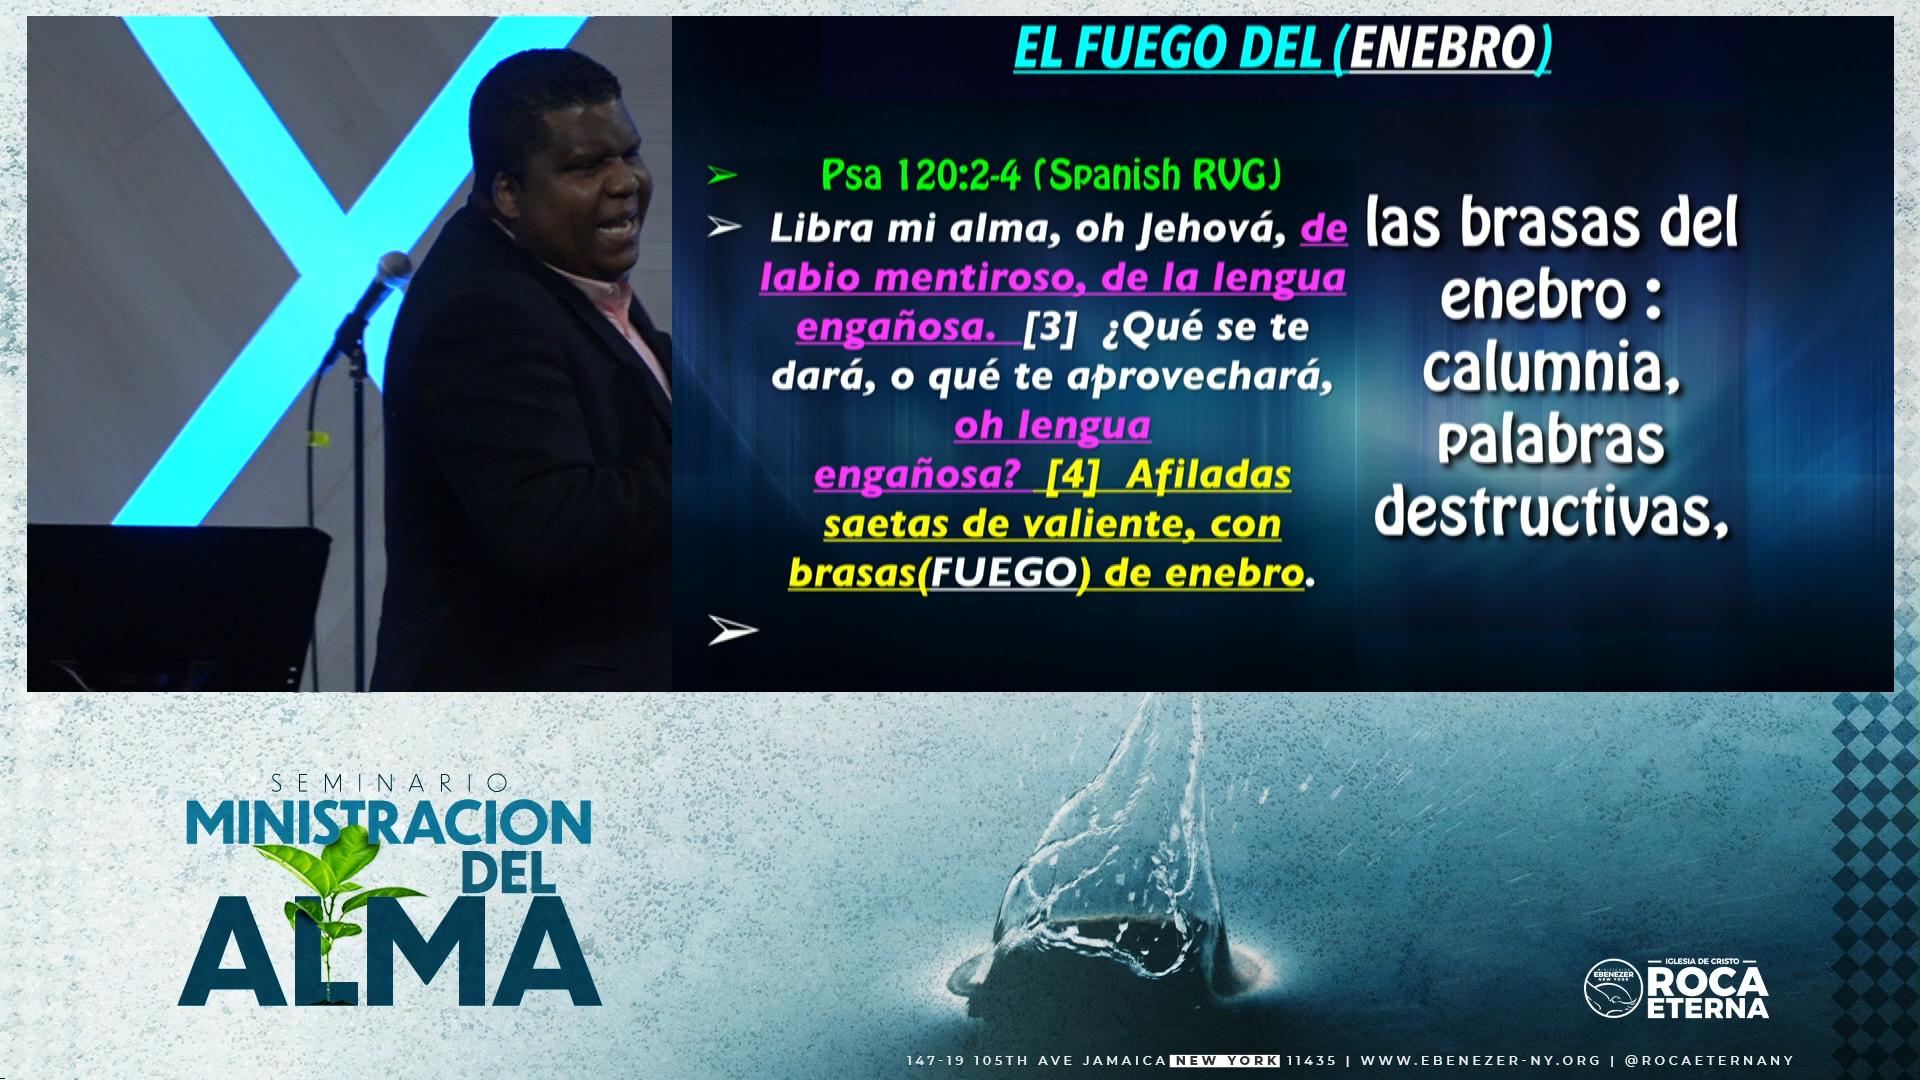 EL FUEGO DEL (ENEBRO)
Psa 120:2-4 (Spanish RVG)
Libra mi alma, oh Jehová, de
labio mentiroso, de la lengua
engañosa. [3] ¿Qué se te
dará, o qué te aprovechará,
oh lengua
engañosa? [4] Afiladas
saetas de valiente, con
brasas(FUEGO) de enebro.
las brasas del
enebro :
calumnia,
palabras
destructivas,
SEMINARIO
MINISTRACION
DEL
ALMA
EBENEZER
IGLESIA DE CRISTO
ROCA
ETERNA
147-19 105TH AVE JAMAICA NEW YORK 11435 | WWW.EBENEZER-NY.ORG | @ROCAETERNANY